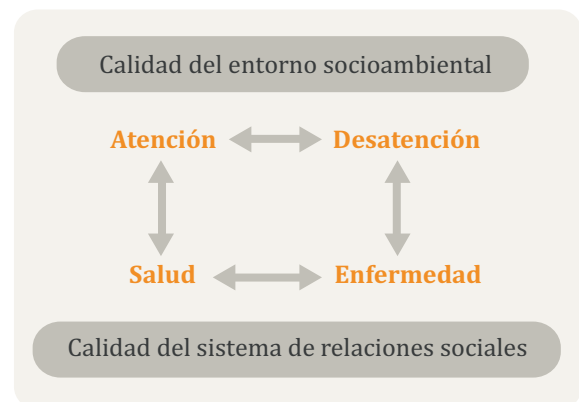 Calidad del entorno socioambiental
Atención Desatención
Salud Enfermedad
Calidad del sistema de relaciones sociales